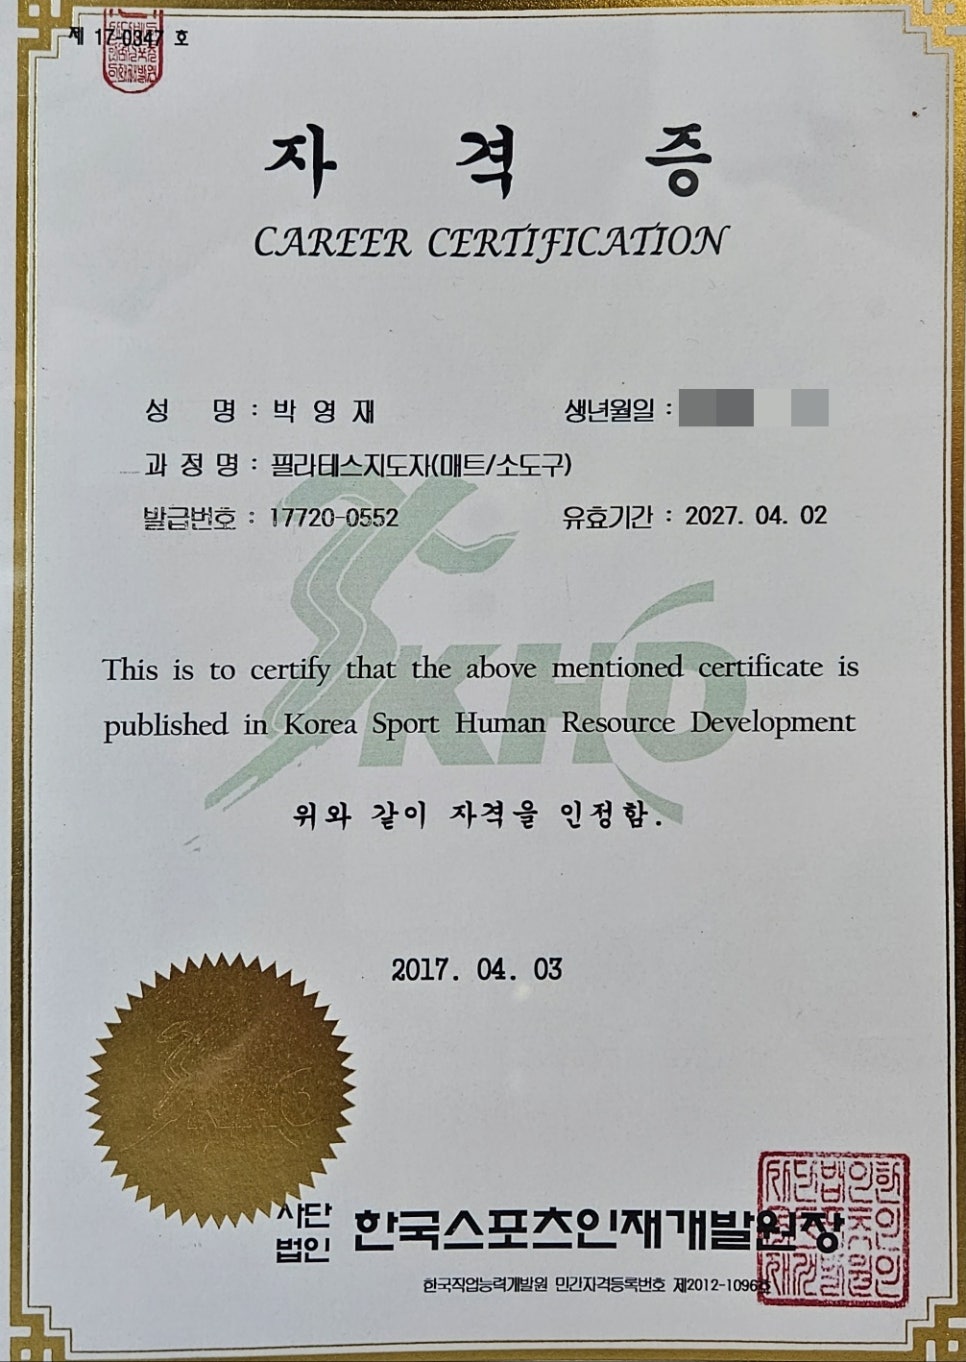 제 17-0347 호
자 격 증
CAREER CERTIFICATION
성 명 : 박 영 재 생년월일 :
과 정 명 : 필라테스지도자(매트/소도구)
발급번호 : 17720-0552 유효기간 : 2027. 04. 02
KHD
This is to certify that the above mentioned certificate is
published in Korea Sport Human Resource Development
위와 같이 자격을 인정함.
2017. 04. 03
사단
법인 한국스포츠인재개발원장
한국직업능력개발원 민간자격등록번호 제2012-1096호